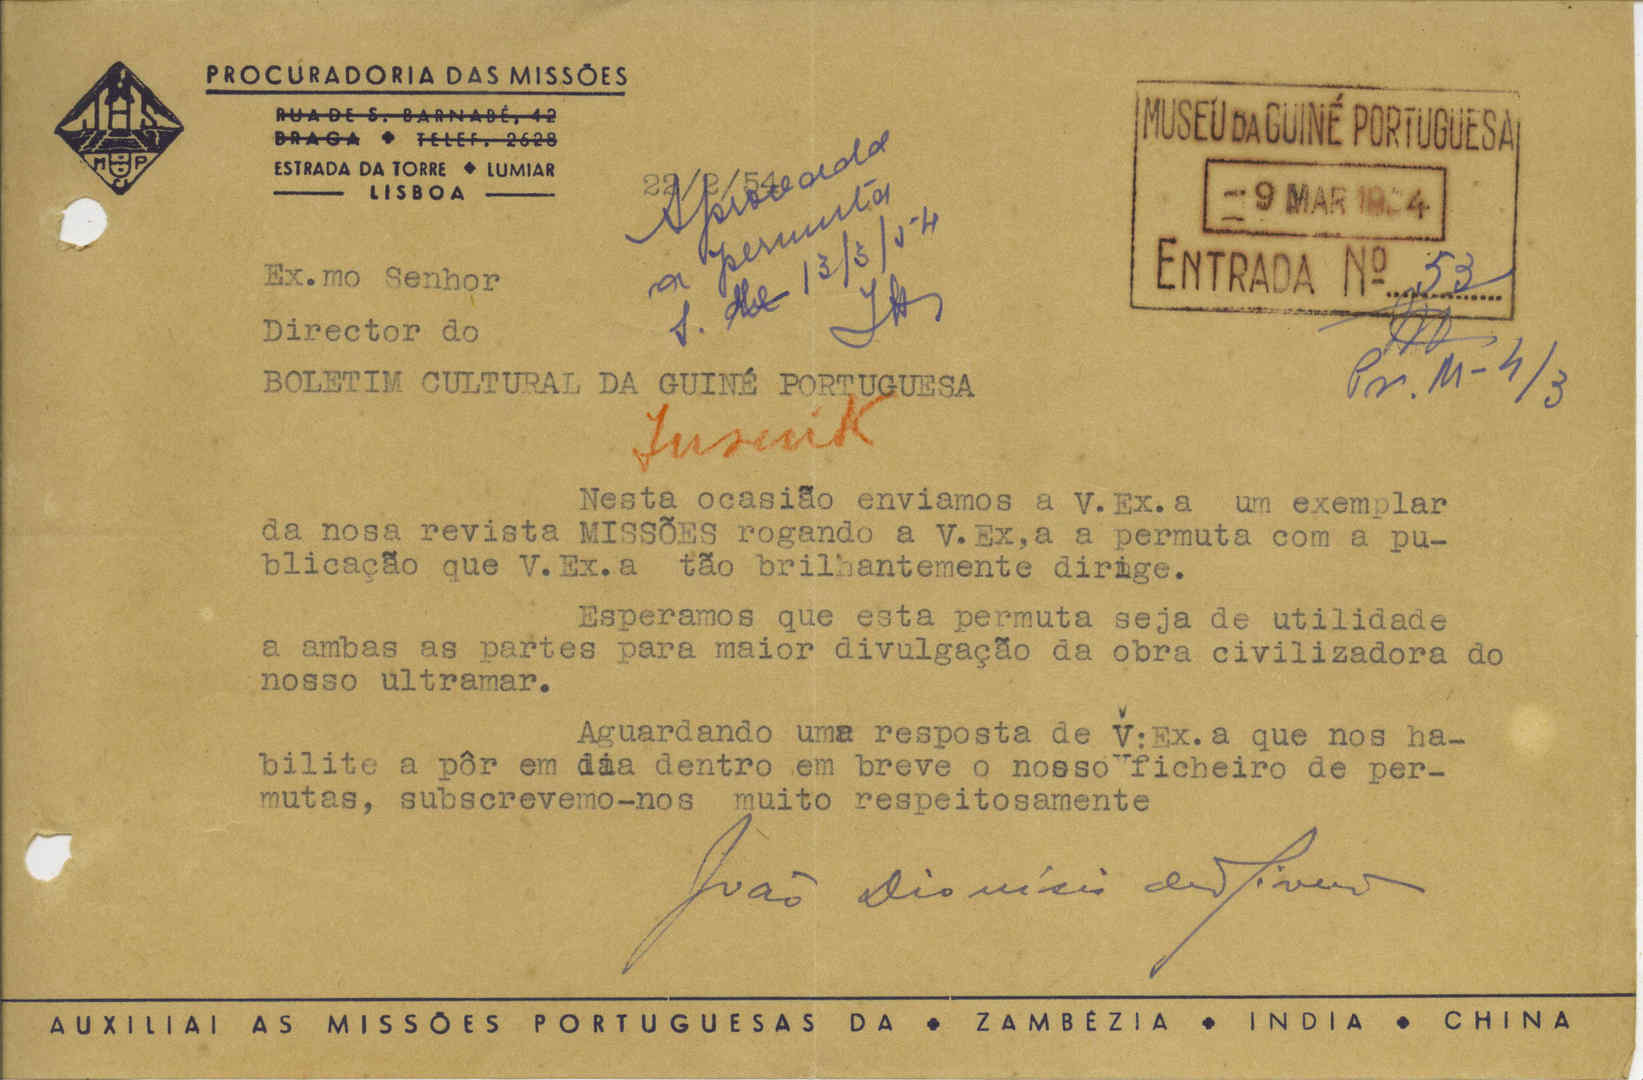 PROCURADORIA DAS MISSÕES
RUA DE S. BARNABÉ, 42
BRAGA • TELEF. 2628
ESTRADA DA TORRE • LUMIAR
LISBOA
IHS
M P
22/2/54
a permuta
13/3/54
MUSEU DA GUINÉ PORTUGUESA
-9 MAR 1954
ENTRADA Nº 53
Pr. M-4/3
Ex.mo Senhor
Director do
BOLETIM CULTURAL DA GUINÉ PORTUGUESA
Nesta ocasião enviamos a V.Ex.a um exemplar
da nosa revista MISSÕES rogando a V.Ex,a a permuta com a pu-
blicação que V.Ex.a tão brilhantemente dirige.
Esperamos que esta permuta seja de utilidade
a ambas as partes para maior divulgação da obra civilizadora do
nosso ultramar.
Aguardando uma resposta de V:Ex.a que nos ha-
bilite a pôr em dia dentro em breve o nosso ficheiro de per-
mutas, subscrevemo-nos muito respeitosamente
João Dionísio
AUXILIAI AS MISSÕES PORTUGUESAS DA • ZAMBÉZIA • INDIA • CHINA